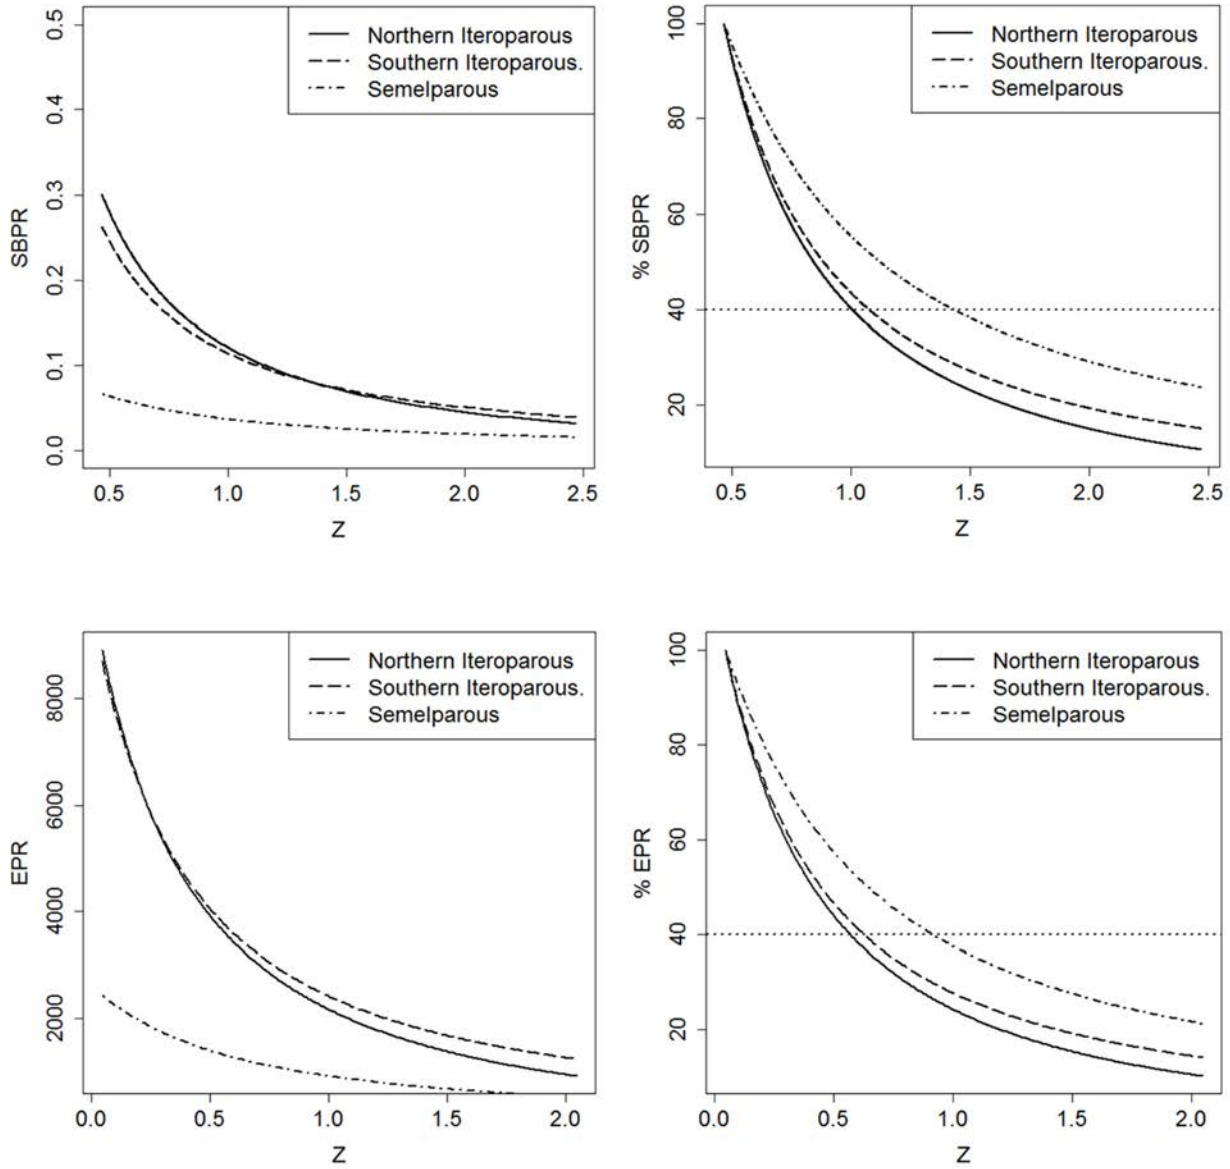 SBPR
0.5
0.4
0.3
0.2
0.1
0.0
Northern Iteroparous
Southern Iteroparous.
Semelparous
0.5 1.0 1.5 2.0 2.5
Z
% SBPR
100
80
60
40
20
Northern Iteroparous
Southern Iteroparous.
Semelparous
0.5 1.0 1.5 2.0 2.5
Z
EPR
8000
6000
4000
2000
Northern Iteroparous
Southern Iteroparous.
Semelparous
0.0 0.5 1.0 1.5 2.0
Z
% EPR
100
80
60
40
20
Northern Iteroparous
Southern Iteroparous.
Semelparous
0.0 0.5 1.0 1.5 2.0
Z